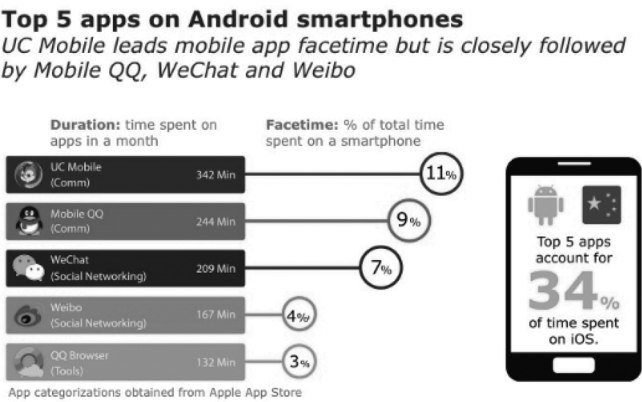 Top 5 apps on Android smartphones
UC Mobile leads mobile app facetime but is closely followed
by Mobile QQ, WeChat and Weibo
Duration: time spent on
apps in a month
Facetime: % of total time
spent on a smartphone
UC Mobile
(Comm)
342 Min
11%
Mobile QQ
(Comm)
244 Min
9%
WeChat
(Social Networking)
209 Min
7%
Weibo
(Social Networking)
167 Min
4%
QQ Browser
(Tools)
132 Min
3%
App categorizations obtained from Apple App Store
Top 5 apps
account for
34%
of time spent
on iOS.